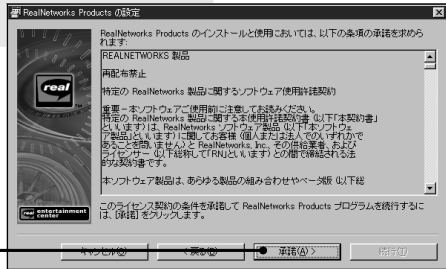 RealNetworks Products の設定
RealNetworks Products のインストールと使用においては、以下の条項の承諾を求めら
れます:
REALNETWORKS 製品
再配布禁止
特定の RealNetworks 製品に関するソフトウェア使用許諾契約
重要 - 本ソフトウェアご使用前に注意してお読みください。
特定の RealNetworks 製品に関する本使用許諾契約書 (以下「本契約書」
といいます) は、RealNetworks ソフトウェア製品 (以下「本ソフトウェ
ア製品」といいます) に関してお客様 (個人または法人でのいずれかで
あることを問いません) と RealNetworks, Inc.、その供給業者、および
ライセンサー (以下総称して「RN」といいます) との間で締結される法
的な契約書です。
本ソフトウェア製品は、あらゆる製品の組み合わせやベータ版 (以下総
real
real entertainment center
このライセンス契約の条件を承諾して RealNetworks Products プログラムを続行するに
は、[承諾] をクリックします。
キャンセル(C)
< 戻る(B)
承諾(A) >